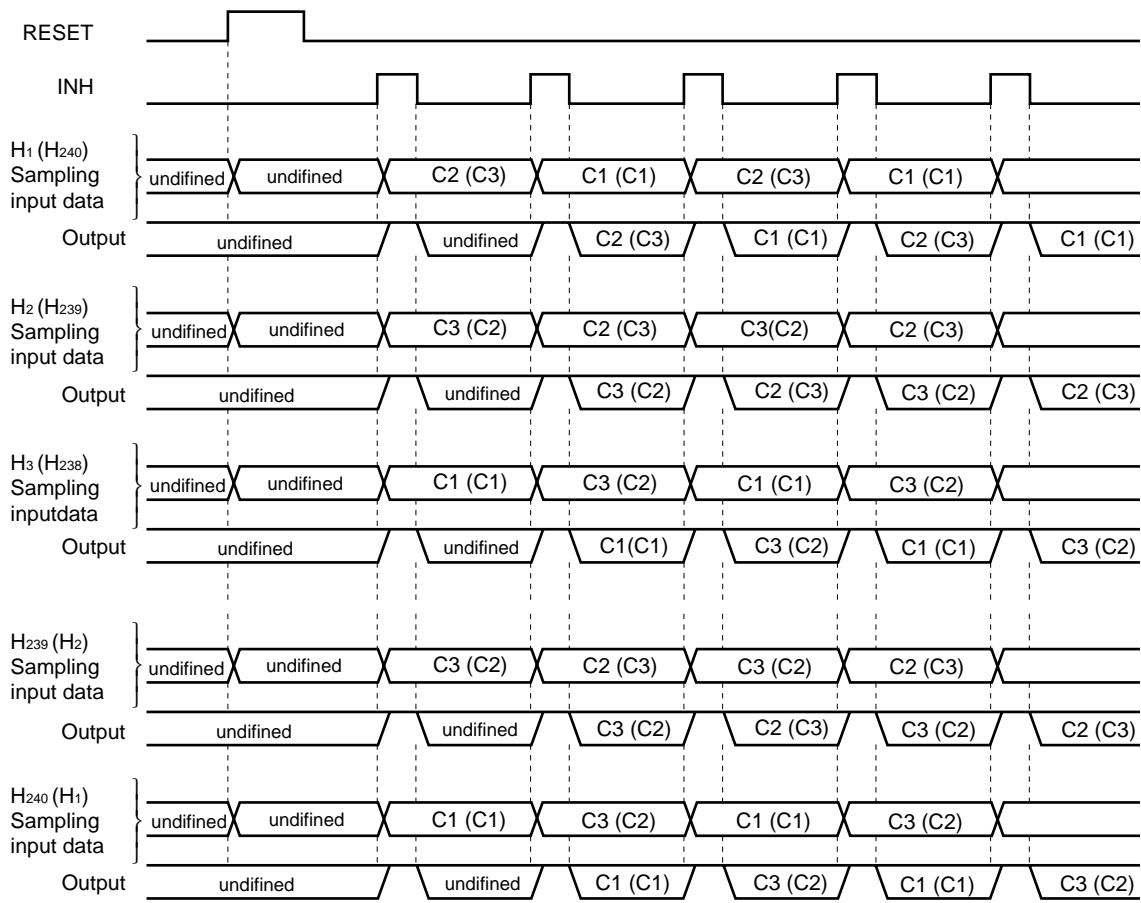 RESET
INH
H1 (H240)
Sampling
input data
undifined undifined C2 (C3) C1 (C1) C2 (C3) C1 (C1)
Output undifined undifined C2 (C3) C1 (C1) C2 (C3) C1 (C1)
H2 (H239)
Sampling
input data
undifined undifined C3 (C2) C2 (C3) C3(C2) C2 (C3)
Output undifined undifined C3 (C2) C2 (C3) C3 (C2) C2 (C3)
H3 (H238)
Sampling
inputdata
undifined undifined C1 (C1) C3 (C2) C1 (C1) C3 (C2)
Output undifined undifined C1(C1) C3 (C2) C1 (C1) C3 (C2)
H239 (H2)
Sampling
input data
undifined undifined C3 (C2) C2 (C3) C3 (C2) C2 (C3)
Output undifined undifined C3 (C2) C2 (C3) C3 (C2) C2 (C3)
H240 (H1)
Sampling
input data
undifined undifined C1 (C1) C3 (C2) C1 (C1) C3 (C2)
Output undifined undifined C1 (C1) C3 (C2) C1 (C1) C3 (C2)